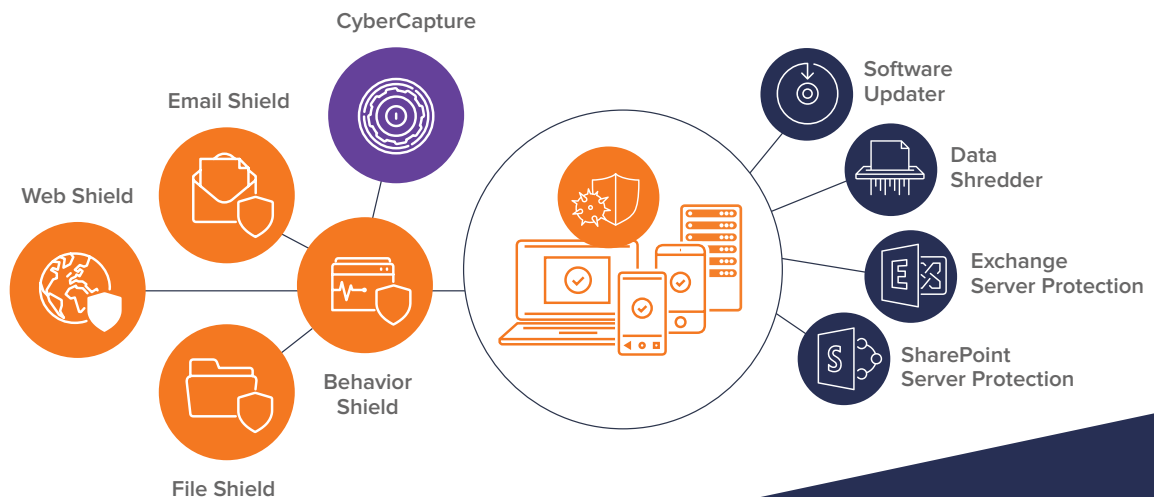 CyberCapture
Email Shield
Web Shield
Behavior
Shield
File Shield
Software
Updater
Data
Shredder
E
Exchange
Server Protection
S
SharePoint
Server Protection